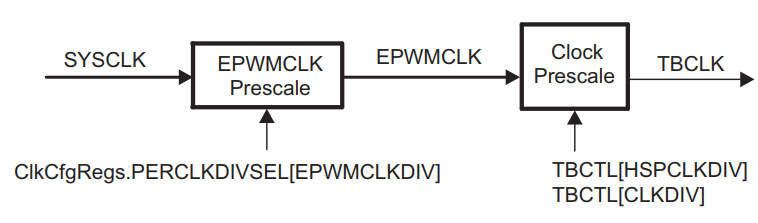 SYSCLK
EPWMCLK
Prescale
EPWMCLK
Clock
Prescale
TBCLK
ClkCfgRegs.PERCLKDIVSEL[EPWMCLKDIV]
TBCTL[HSPCLKDIV]
TBCTL[CLKDIV]